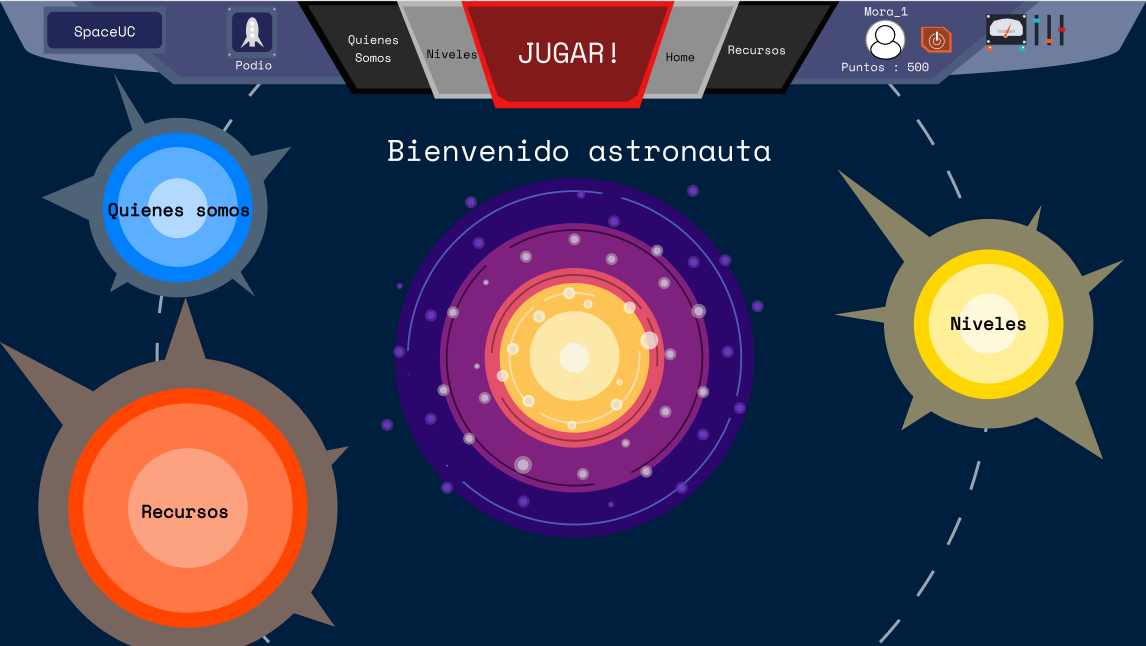 SpaceUC
Podio
Quienes
Somos
Niveles
JUGAR!
Home
Recursos
Mora_1
Puntos : 500
Bienvenido astronauta
Quienes somos
Niveles
Recursos